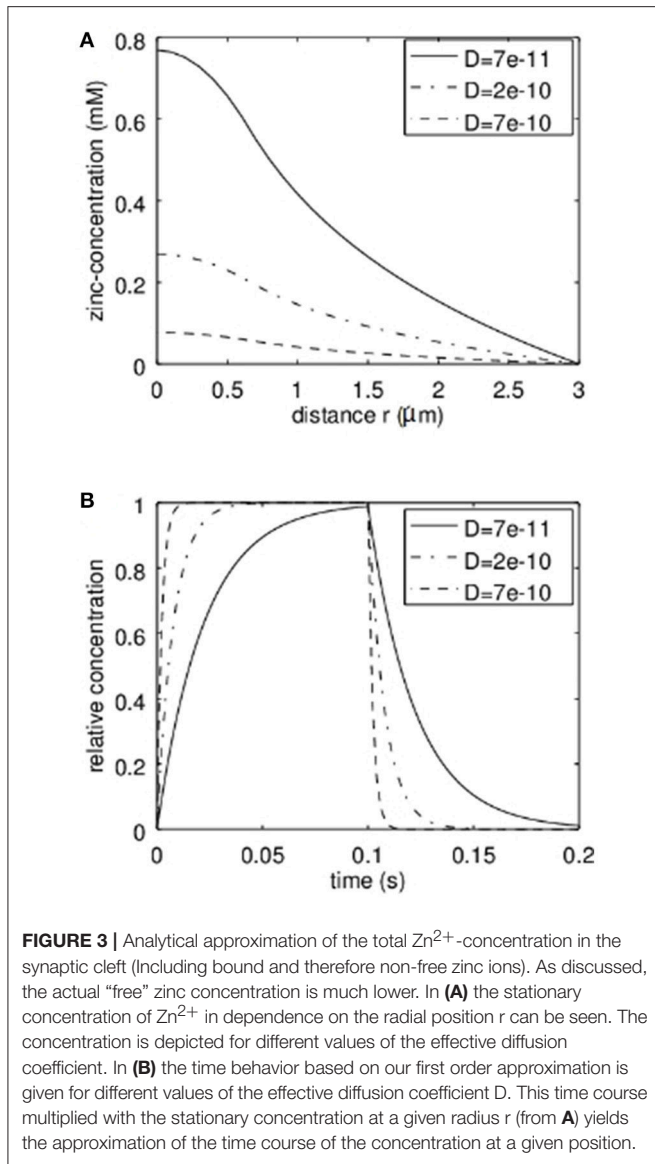 A
0.8
0.6
0.4
0.2
0
zinc-concentration (mM)
D=7e-11
D=2e-10
D=7e-10
0 0.5 1 1.5 2 2.5 3
distance r (µm)
B
1
0.8
0.6
0.4
0.2
0
relative concentration
D=7e-11
D=2e-10
D=7e-10
0 0.05 0.1 0.15 0.2
time (s)
FIGURE 3 | Analytical approximation of the total Zn2+-concentration in the
synaptic cleft (Including bound and therefore non-free zinc ions). As discussed,
the actual “free” zinc concentration is much lower. In (A) the stationary
concentration of Zn2+ in dependence on the radial position r can be seen. The
concentration is depicted for different values of the effective diffusion
coefficient. In (B) the time behavior based on our first order approximation is
given for different values of the effective diffusion coefficient D. This time course
multiplied with the stationary concentration at a given radius r (from A) yields
the approximation of the time course of the concentration at a given position.